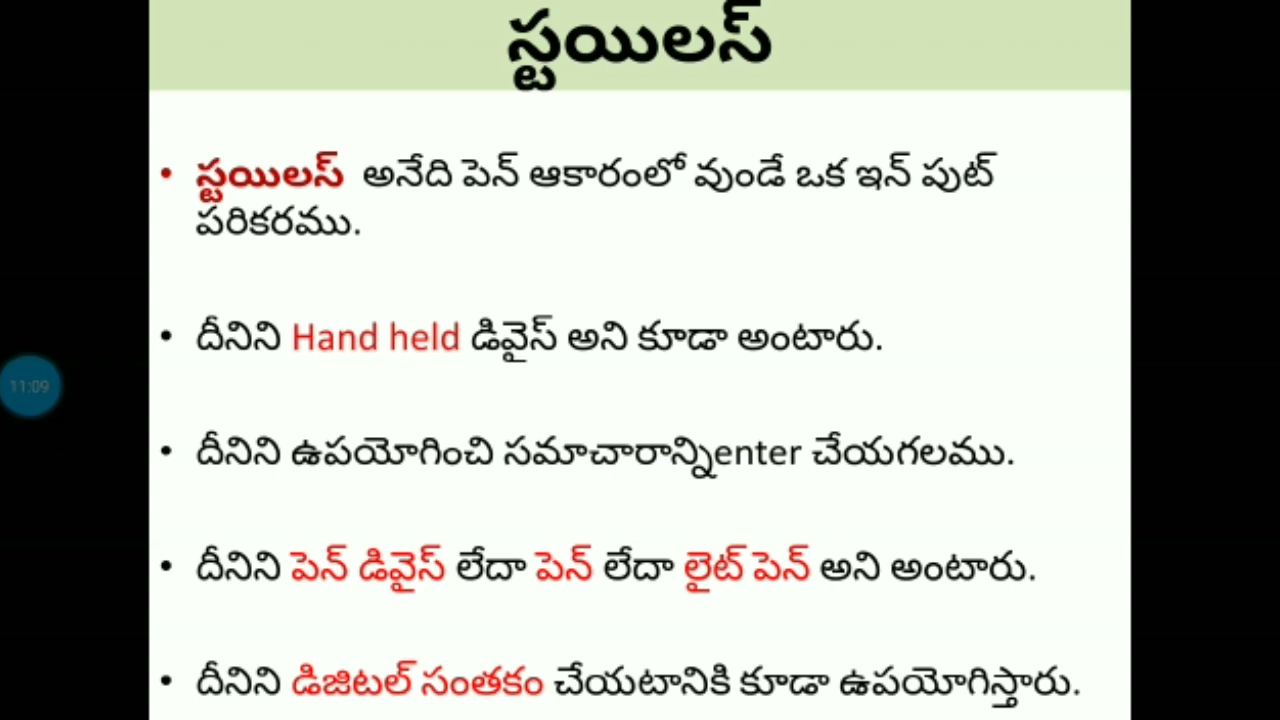 స్టయిలస్
• స్టయిలస్ అనేది పెన్ ఆకారంలో వుండే ఒక ఇన్ పుట్
పరికరము.
• దీనిని Hand held డివైస్ అని కూడా అంటారు.
11:09
• దీనిని ఉపయోగించి సమాచారాన్నిenter చేయగలము.
• దీనిని పెన్ డివైస్ లేదా పెన్ లేదా లైట్ పెన్ అని అంటారు.
• దీనిని డిజిటల్ సంతకం చేయటానికి కూడా ఉపయోగిస్తారు.